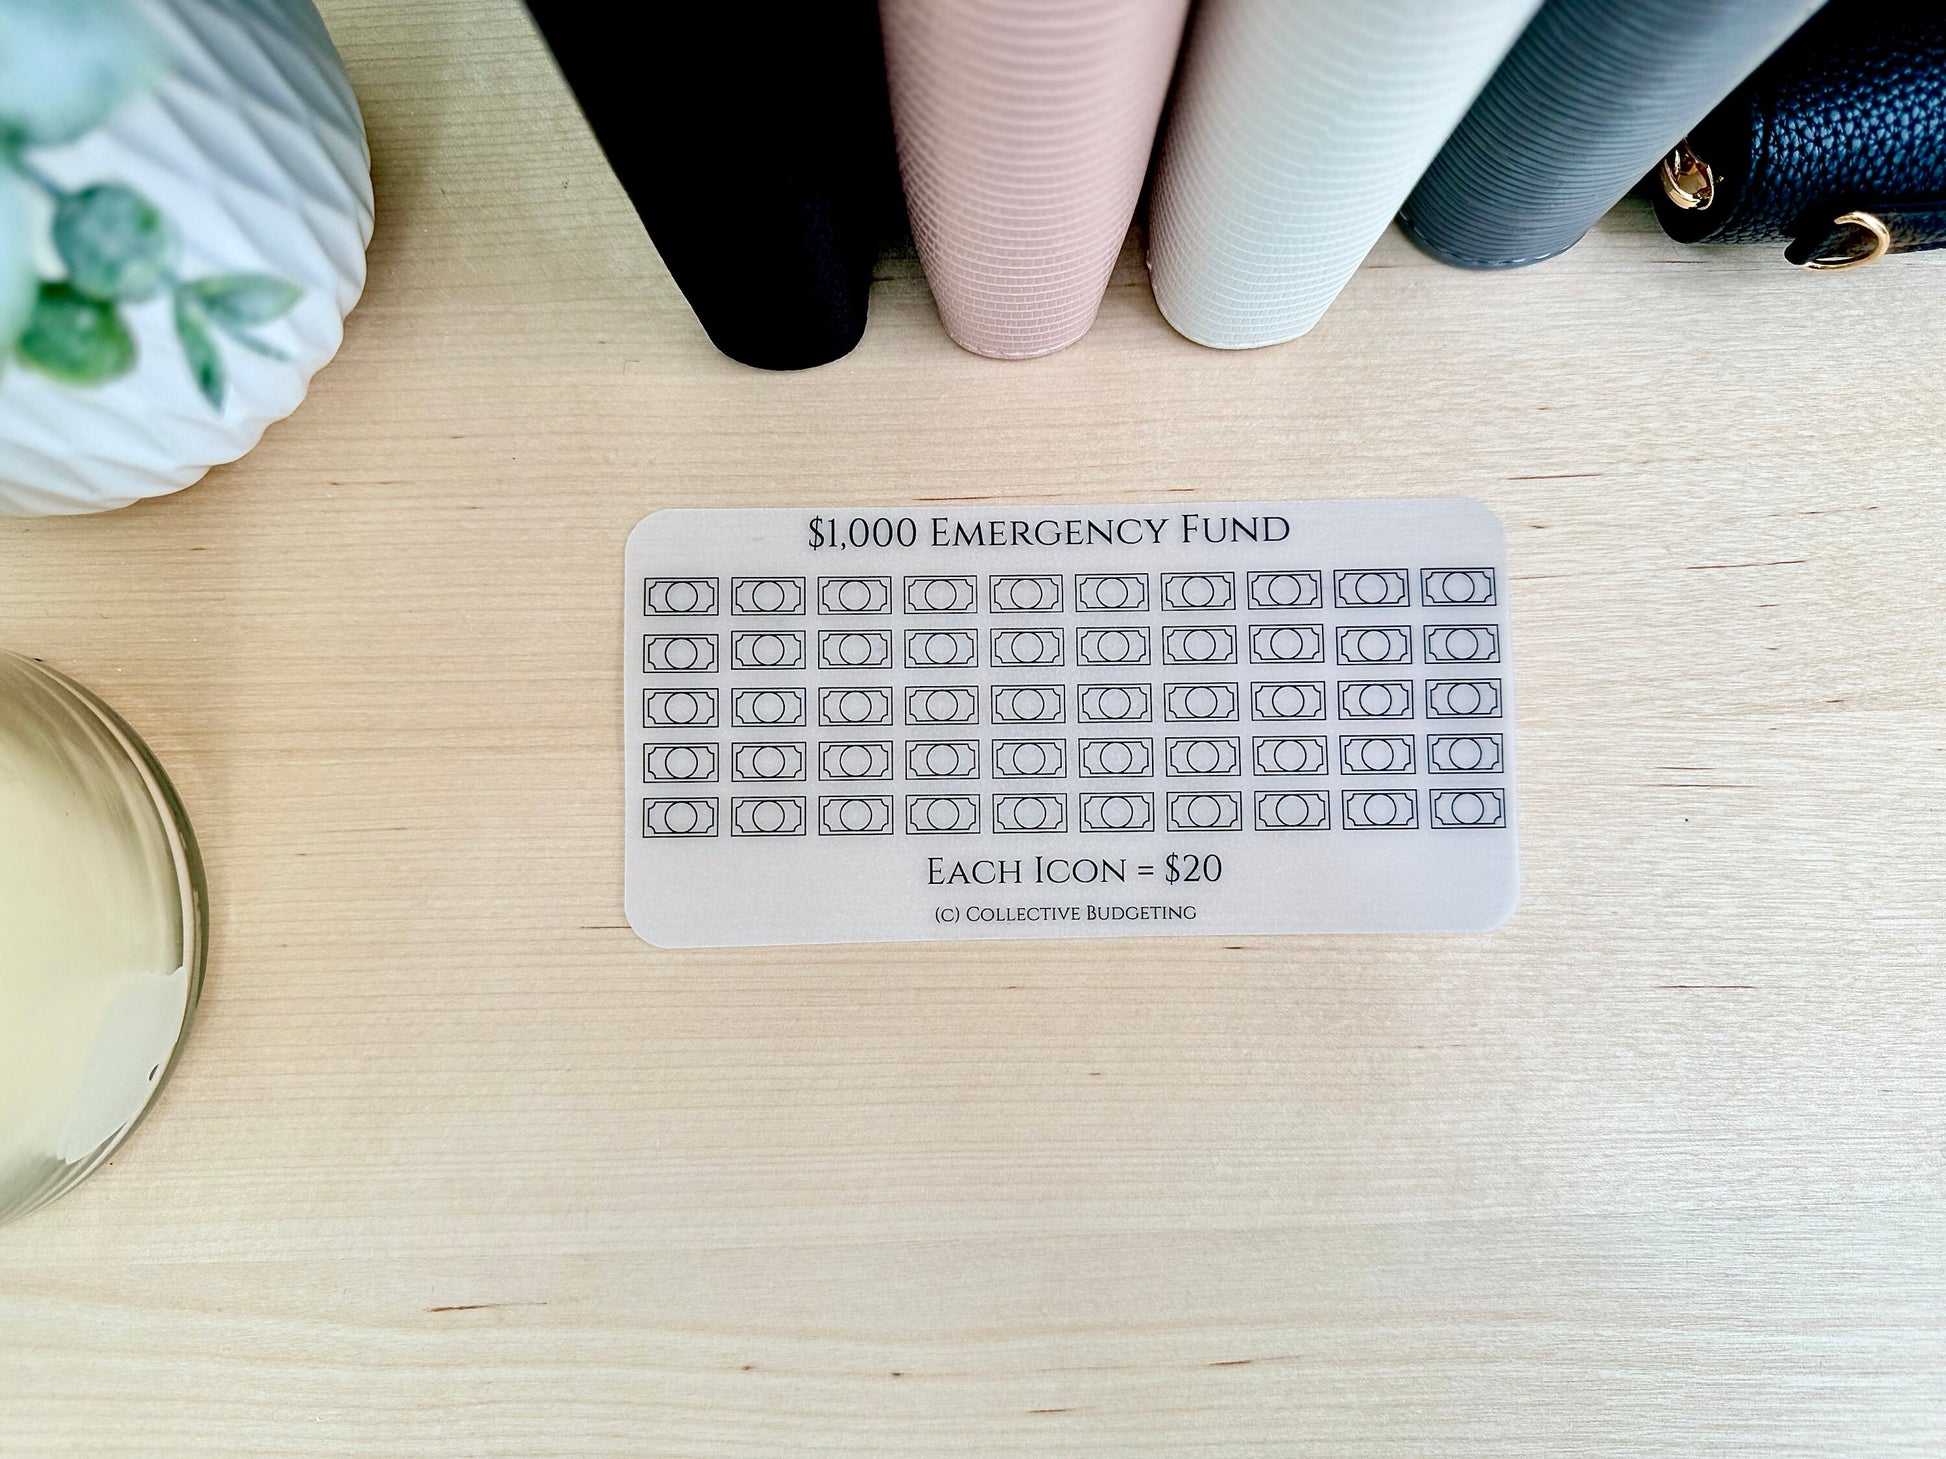 $1,000 Emergency Fund
Each Icon = $20
(c) Collective Budgeting